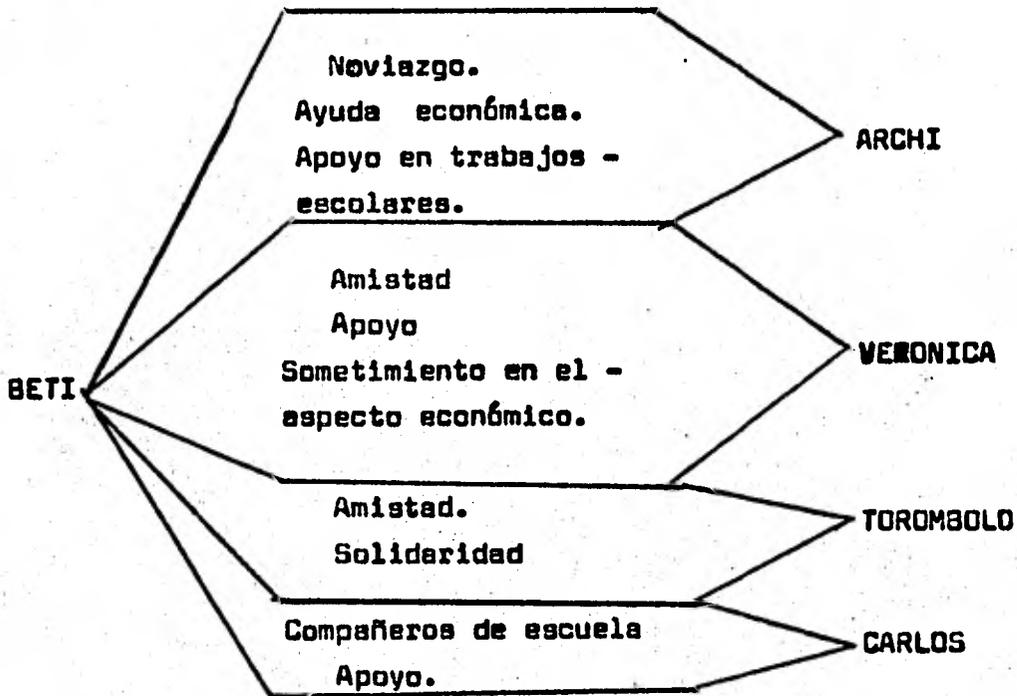 Noviazgo.
Ayuda económica.
Apoyo en trabajos -
escolares.
ARCHI
Amistad
Apoyo
Sometimiento en el -
aspecto económico.
VERONICA
BETI
Amistad.
Solidaridad
TOROMBOLO
Compañeros de escuela
Apoyo.
CARLOS